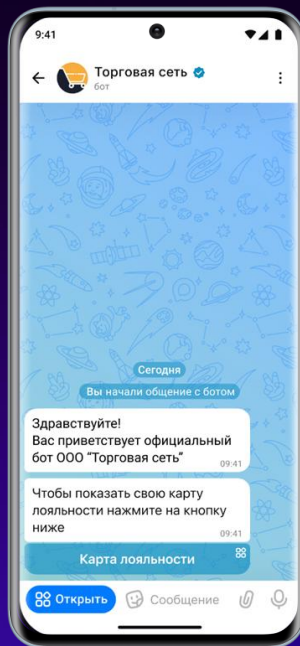 9:41
Торговая сеть
бот
Сегодня
Вы начали общение с ботом
Здравствуйте!
Вас приветствует официальный
бот ООО “Торговая сеть”
09:41
Чтобы показать свою карту
лояльности нажмите на кнопку
ниже
09:41
Карта лояльности
Открыть
Сообщение